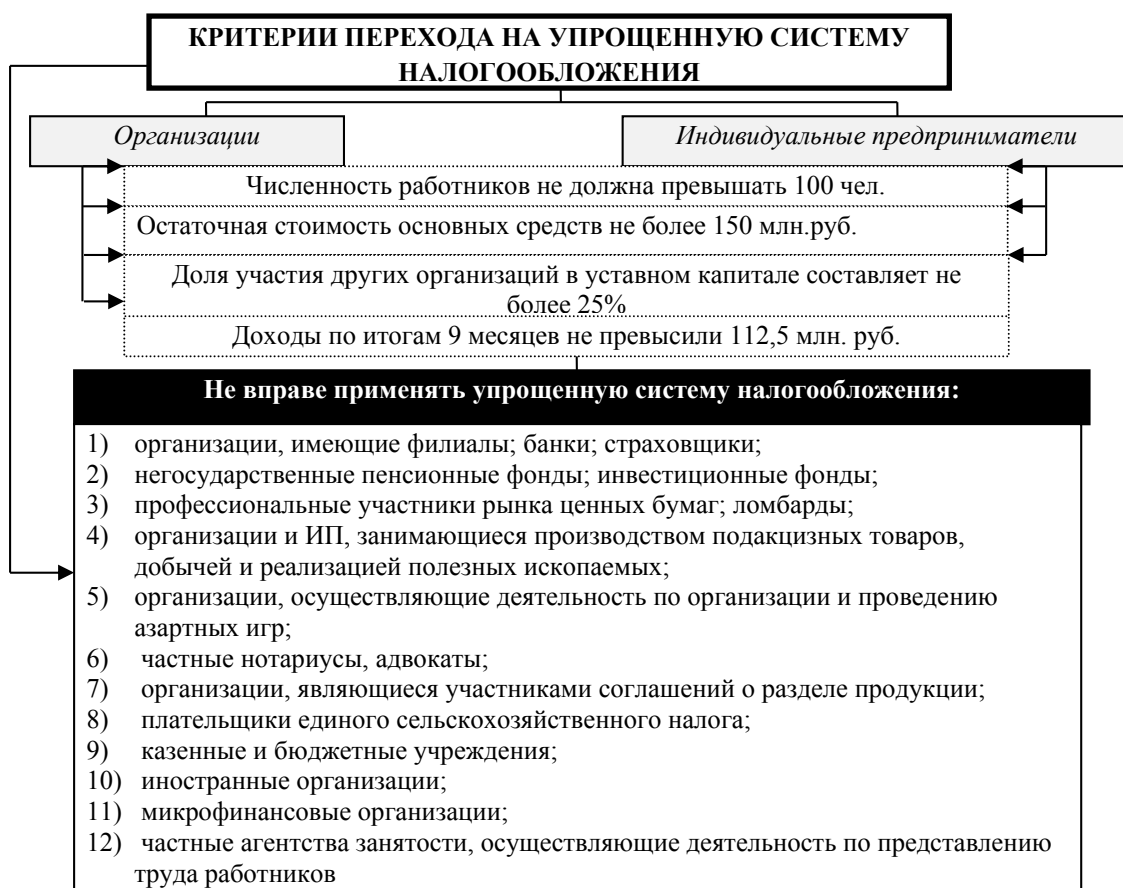 КРИТЕРИИ ПЕРЕХОДА НА УПРОЩЕННУЮ СИСТЕМУ
НАЛОГООБЛОЖЕНИЯ
Организации
Индивидуальные предприниматели
Численность работников не должна превышать 100 чел.
Остаточная стоимость основных средств не более 150 млн.руб.
Доля участия других организаций в уставном капитале составляет не
более 25%
Доходы по итогам 9 месяцев не превысили 112,5 млн. руб.
Не вправе применять упрощенную систему налогообложения:
1) организации, имеющие филиалы; банки; страховщики;
2) негосударственные пенсионные фонды; инвестиционные фонды;
3) профессиональные участники рынка ценных бумаг; ломбарды;
4) организации и ИП, занимающиеся производством подакцизных товаров,
добычей и реализацией полезных ископаемых;
5) организации, осуществляющие деятельность по организации и проведению
азартных игр;
6) частные нотариусы, адвокаты;
7) организации, являющиеся участниками соглашений о разделе продукции;
8) плательщики единого сельскохозяйственного налога;
9) казенные и бюджетные учреждения;
10) иностранные организации;
11) микрофинансовые организации;
12) частные агентства занятости, осуществляющие деятельность по представлению
труда работников